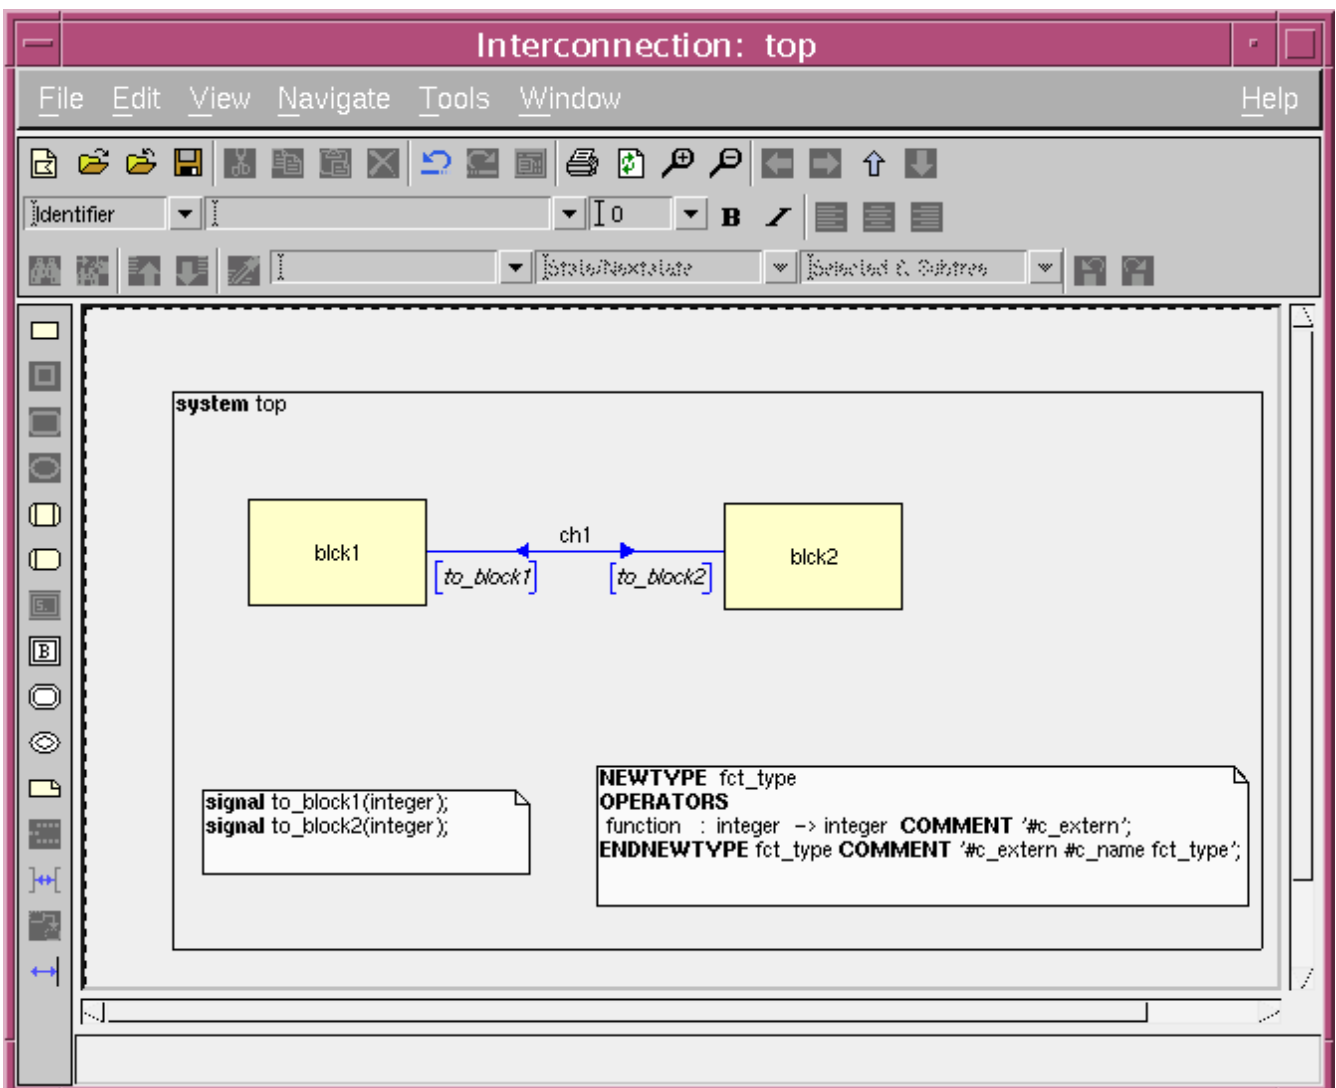 Interconnection: top
File Edit View Navigate Tools Window Help
Identifier 0 B I
State/Nextstate Selected & Subtree
system top
blck1
ch1
blck2
[to_block1] [to_block2]
signal to_block1(integer);
signal to_block2(integer);
NEWTYPE fct_type
OPERATORS
function : integer -> integer COMMENT '#c_extern';
ENDNEWTYPE fct_type COMMENT '#c_extern #c_name fct_type';
S.
B